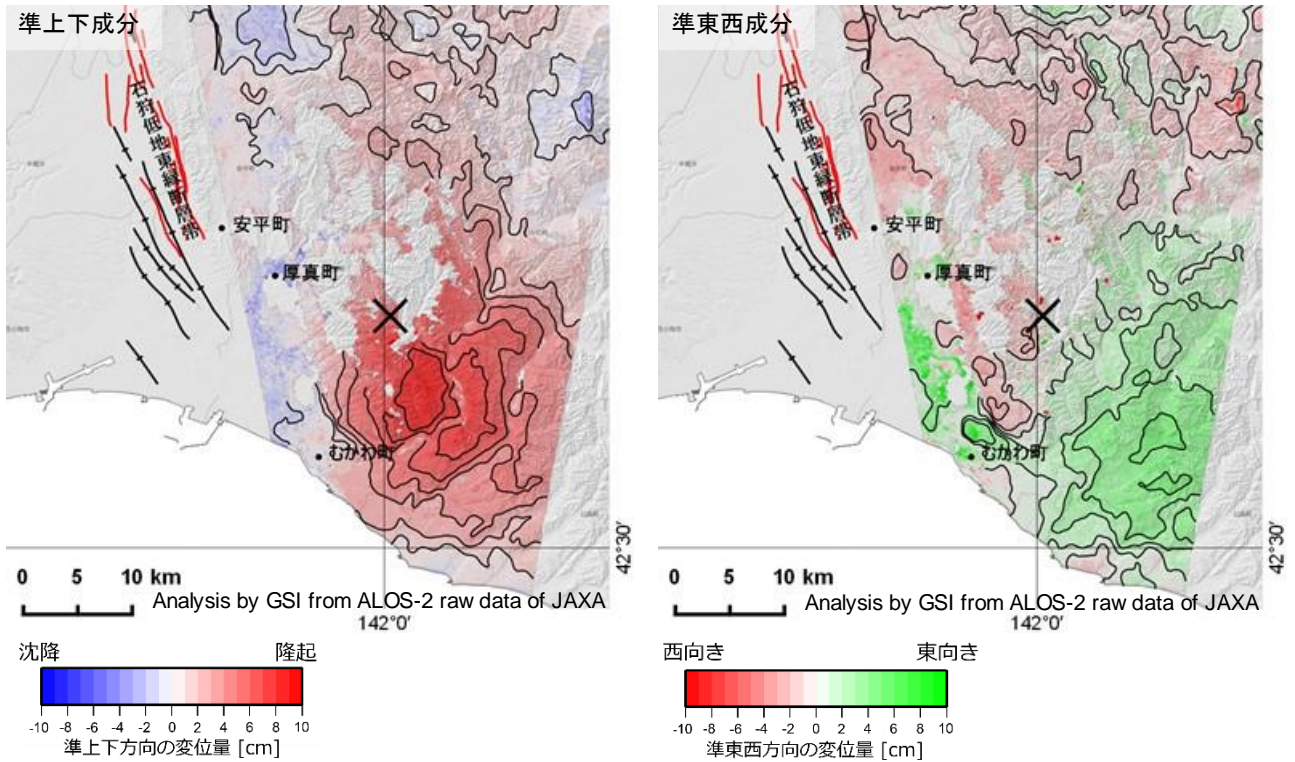 準上下成分
石狩低地東縁断層帯
安平町
厚真町
むかわ町
42°30′
0 5 10 km
Analysis by GSI from ALOS-2 raw data of JAXA
142°0′
沈降 隆起
-10 -8 -6 -4 -2 0 2 4 6 8 10
準上下方向の変位量 [cm]
準東西成分
石狩低地東縁断層帯
安平町
厚真町
むかわ町
42°30′
0 5 10 km
Analysis by GSI from ALOS-2 raw data of JAXA
142°0′
西向き 東向き
-10 -8 -6 -4 -2 0 2 4 6 8 10
準東西方向の変位量 [cm]